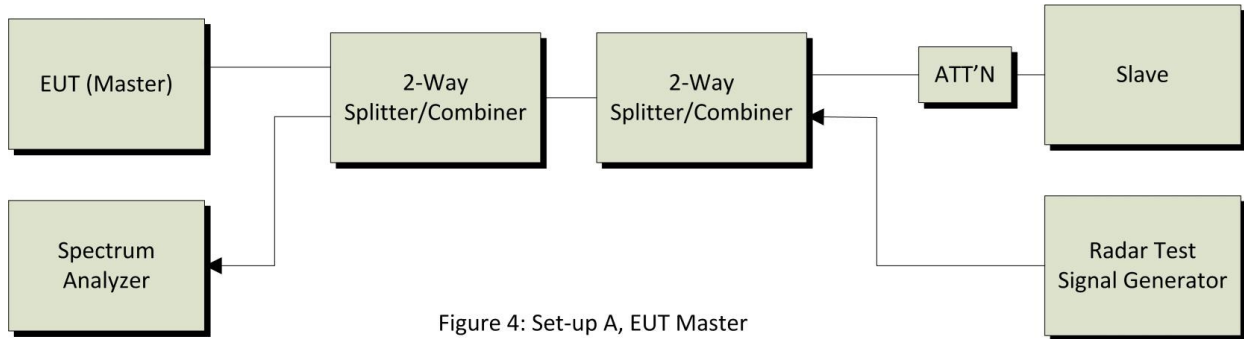 EUT (Master)
2-Way
Splitter/Combiner
2-Way
Splitter/Combiner
ATT’N
Slave
Spectrum
Analyzer
Radar Test
Signal Generator
Figure 4: Set-up A, EUT Master